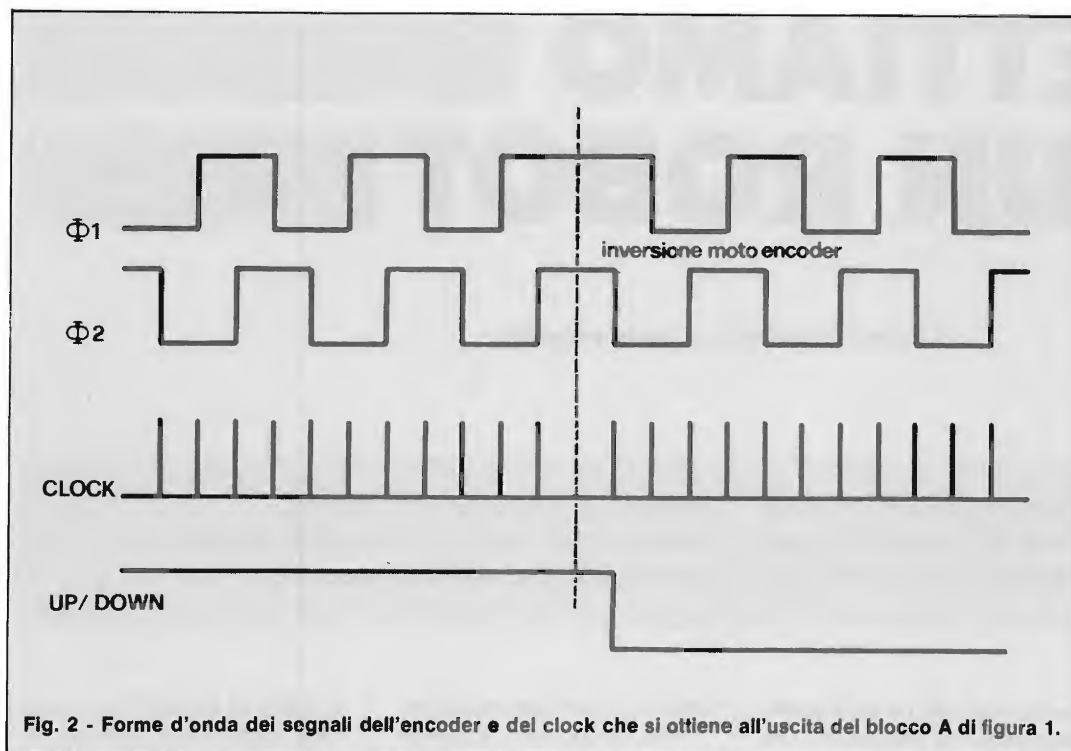 Φ1
inversione moto encoder
Φ2
CLOCK
UP/ DOWN
Fig. 2 - Forme d'onda dei segnali dell'encoder e del clock che si ottiene all'uscita del blocco A di figura 1.